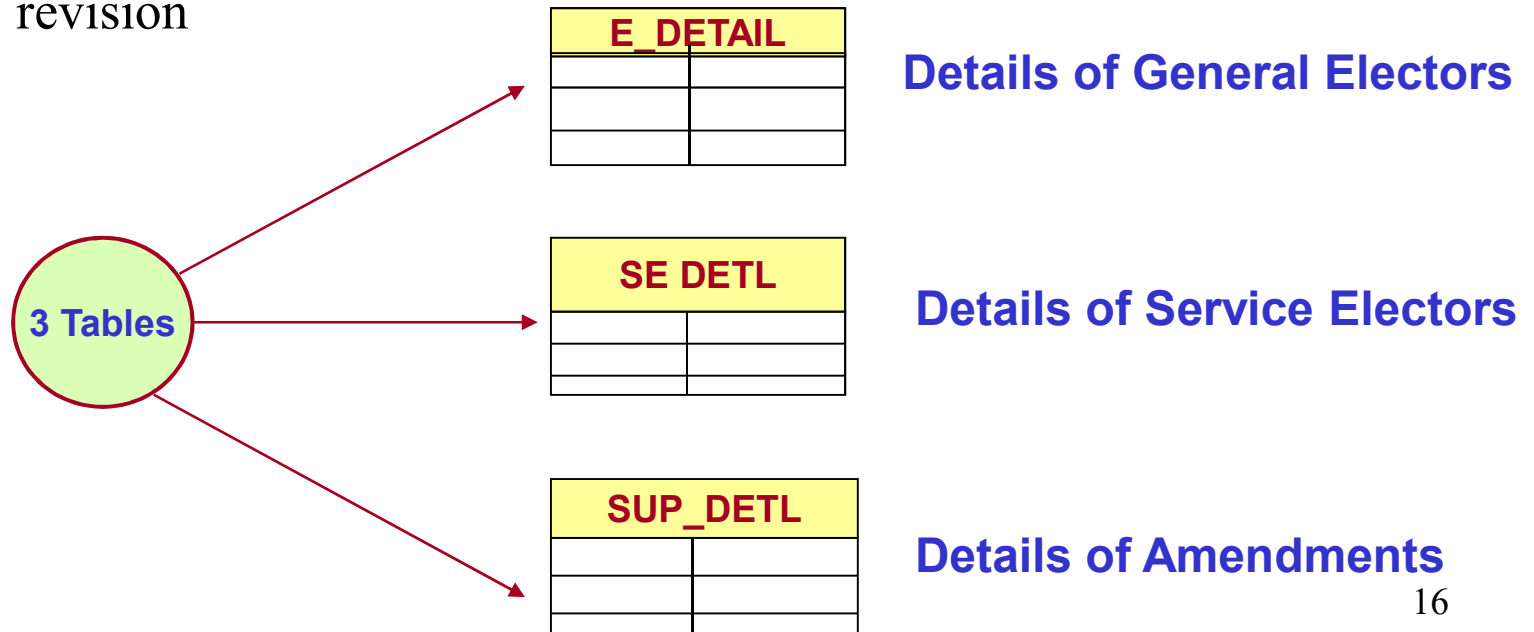 revision
E_DETAIL
Details of General Electors
3 Tables
SE DETL
Details of Service Electors
SUP_DETL
Details of Amendments
16